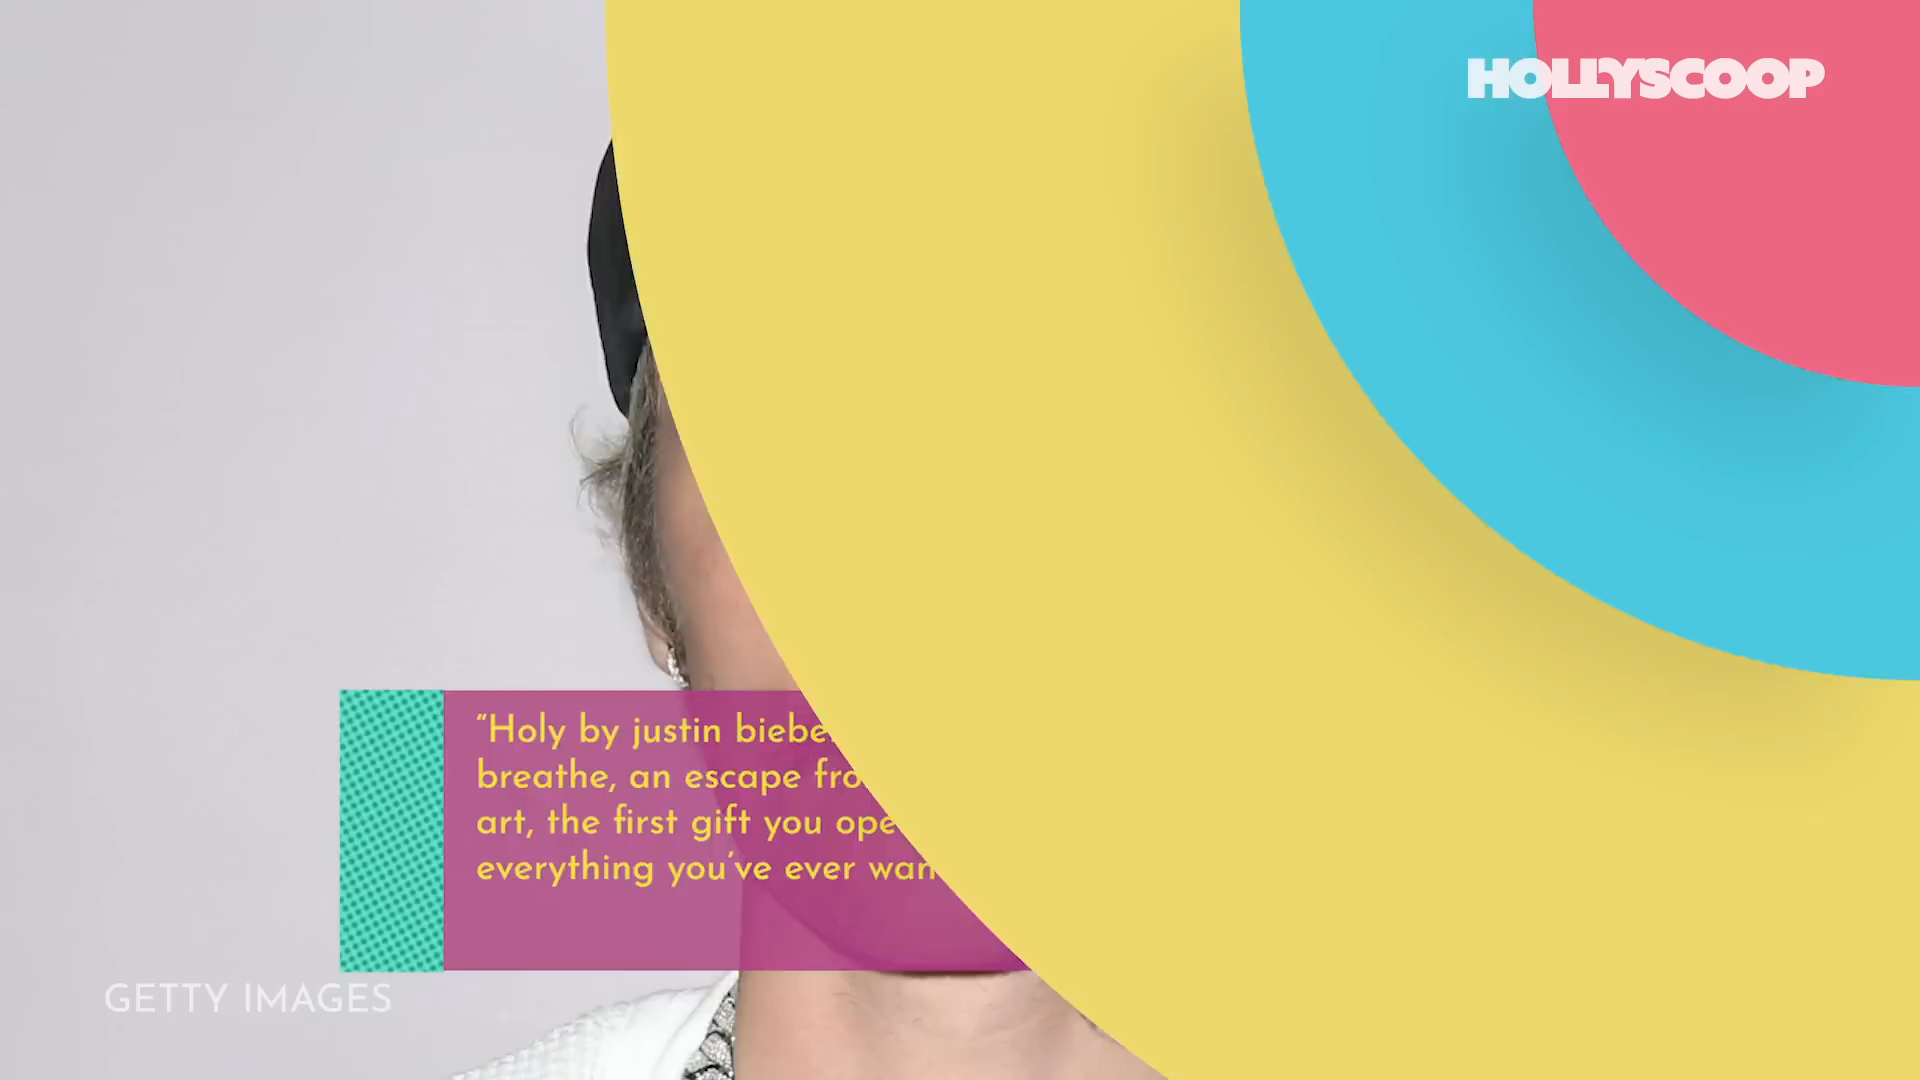 HOLLYSCOOP
“Holy by justin biebe
breathe, an escape fro
art, the first gift you ope
everything you’ve ever wan
GETTY IMAGES